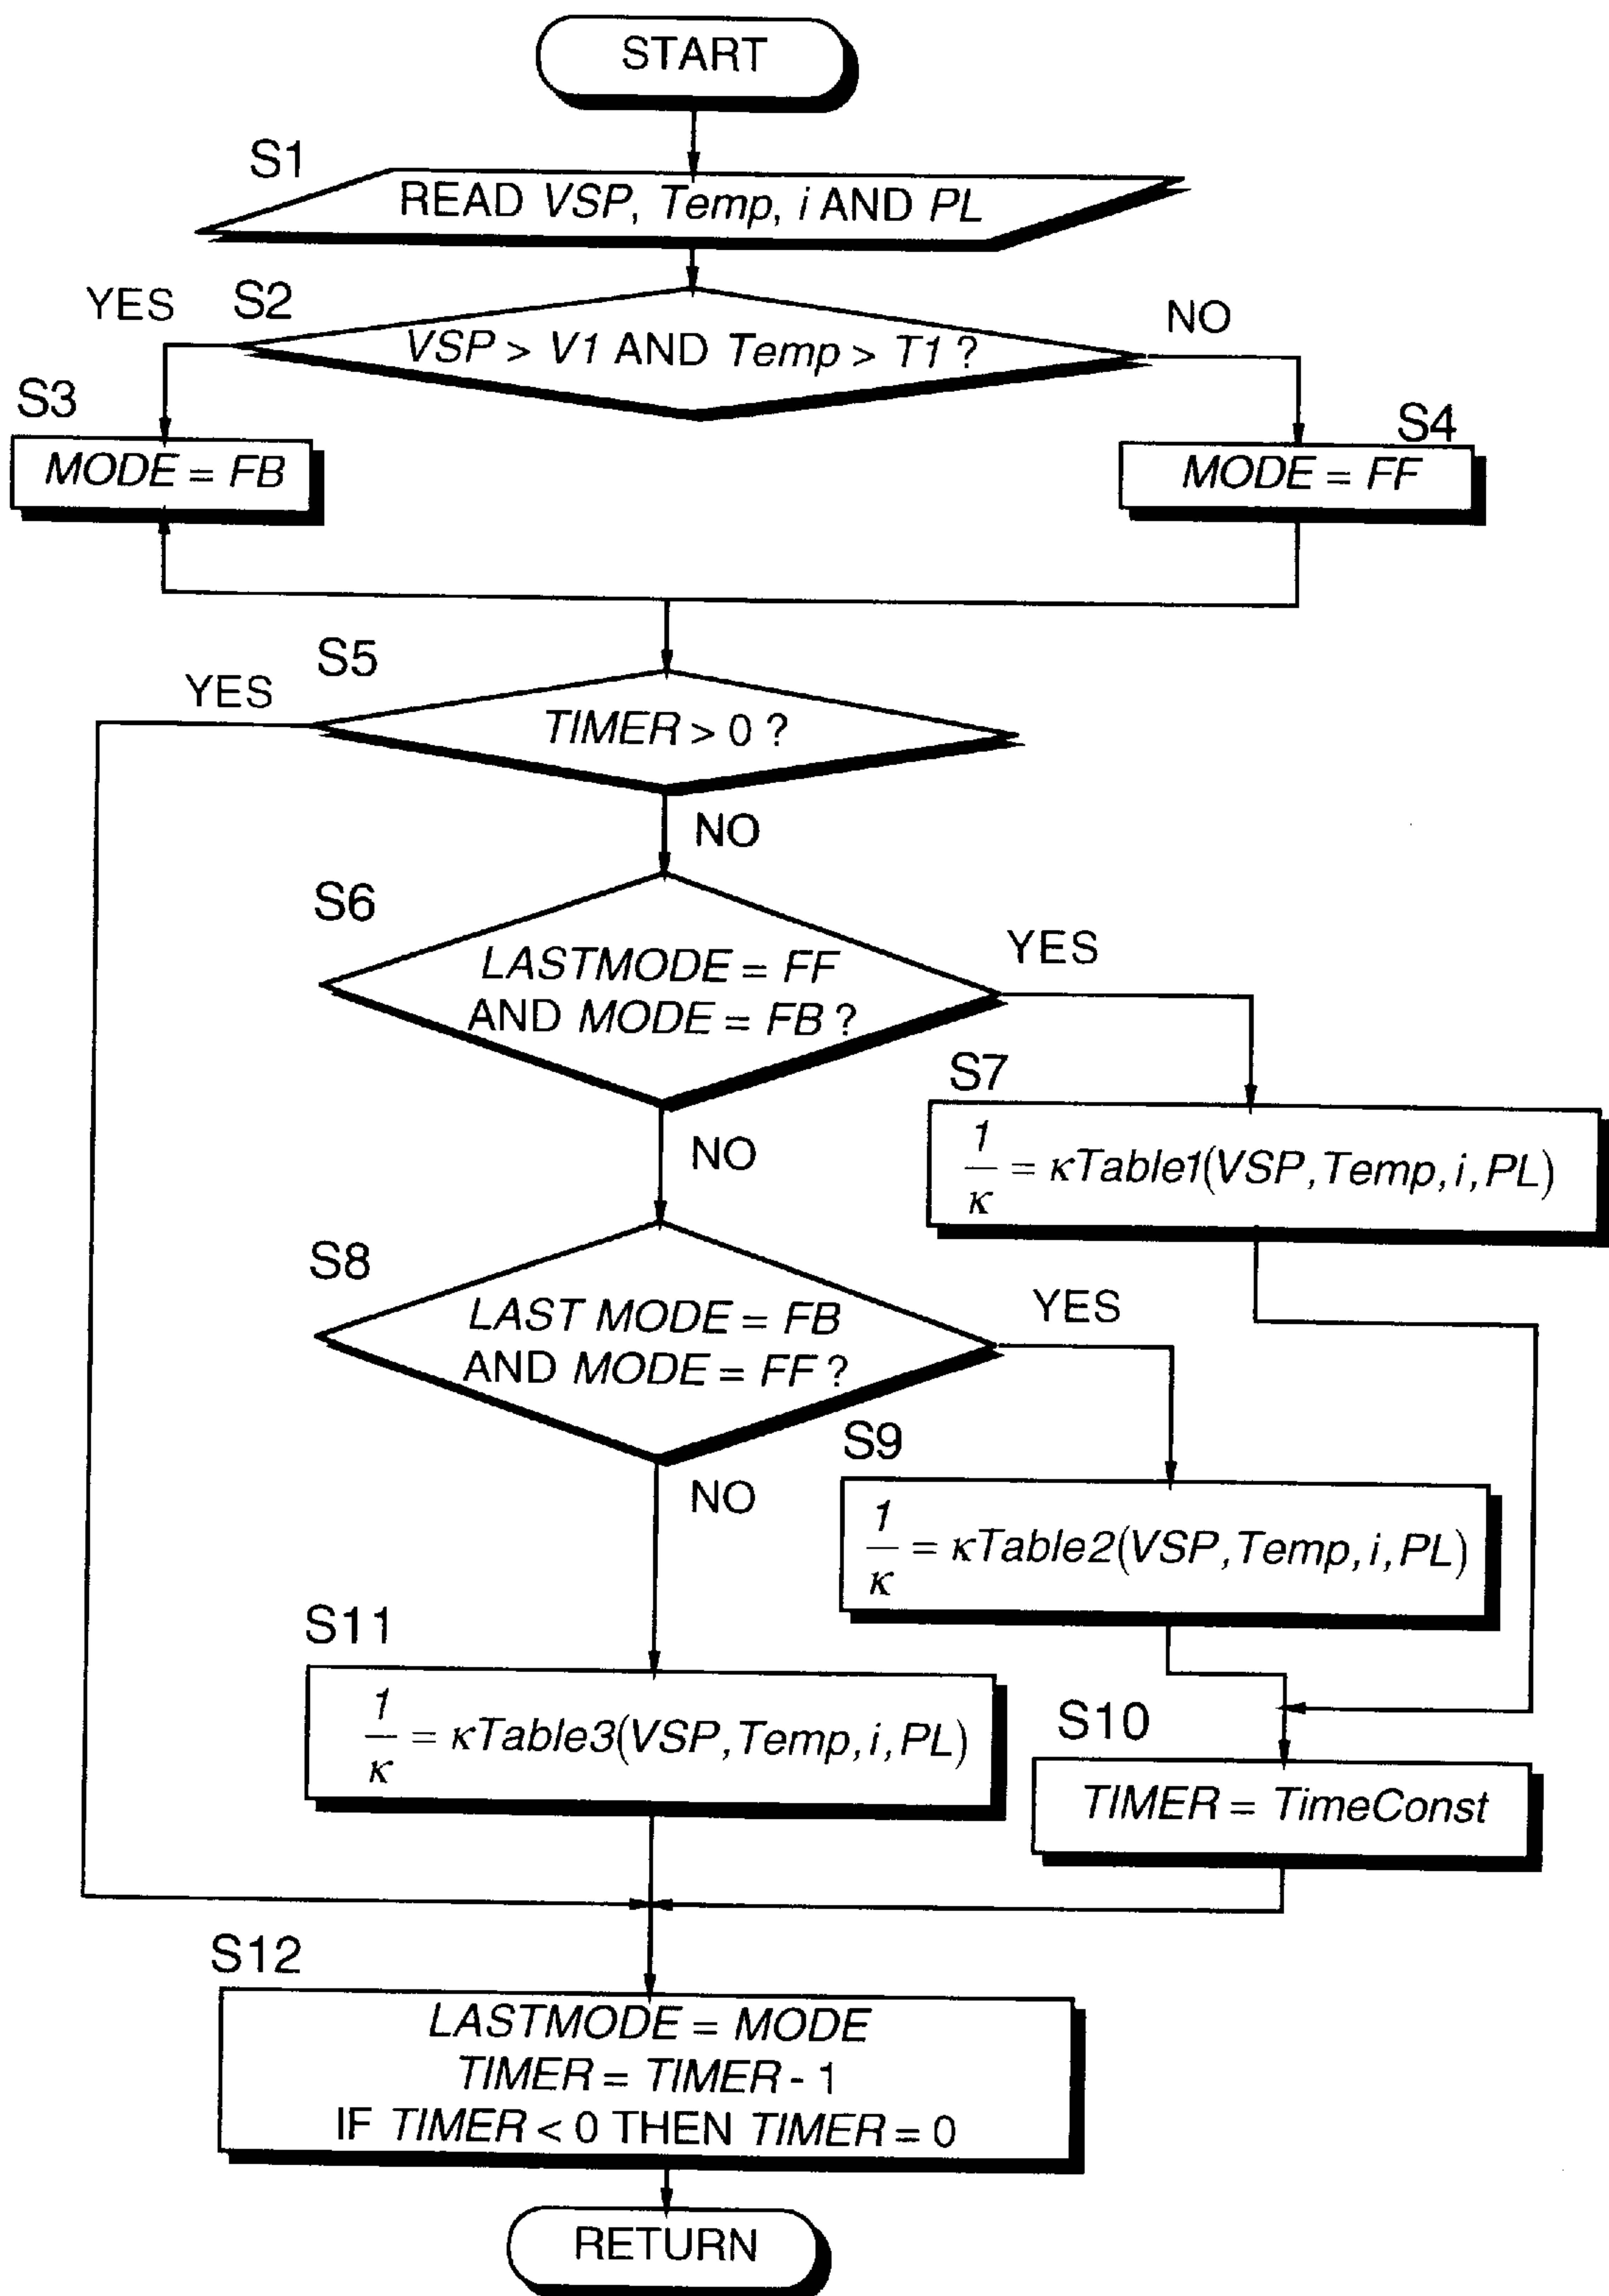 START
S1
READ VSP, Temp, i AND PL
YES
S2
NO
VSP > V1 AND Temp > T1 ?
S3
S4
MODE = FB
MODE = FF
S5
YES
TIMER > 0 ?
NO
S6
YES
LASTMODE = FF
AND MODE = FB ?
S7
1/κ = κTable1(VSP,Temp,i,PL)
NO
S8
YES
LAST MODE = FB
AND MODE = FF ?
S9
NO
1/κ = κTable2(VSP,Temp,i,PL)
S11
1/κ = κTable3(VSP,Temp,i,PL)
S10
TIMER = TimeConst
S12
LASTMODE = MODE
TIMER = TIMER - 1
IF TIMER < 0 THEN TIMER = 0
RETURN